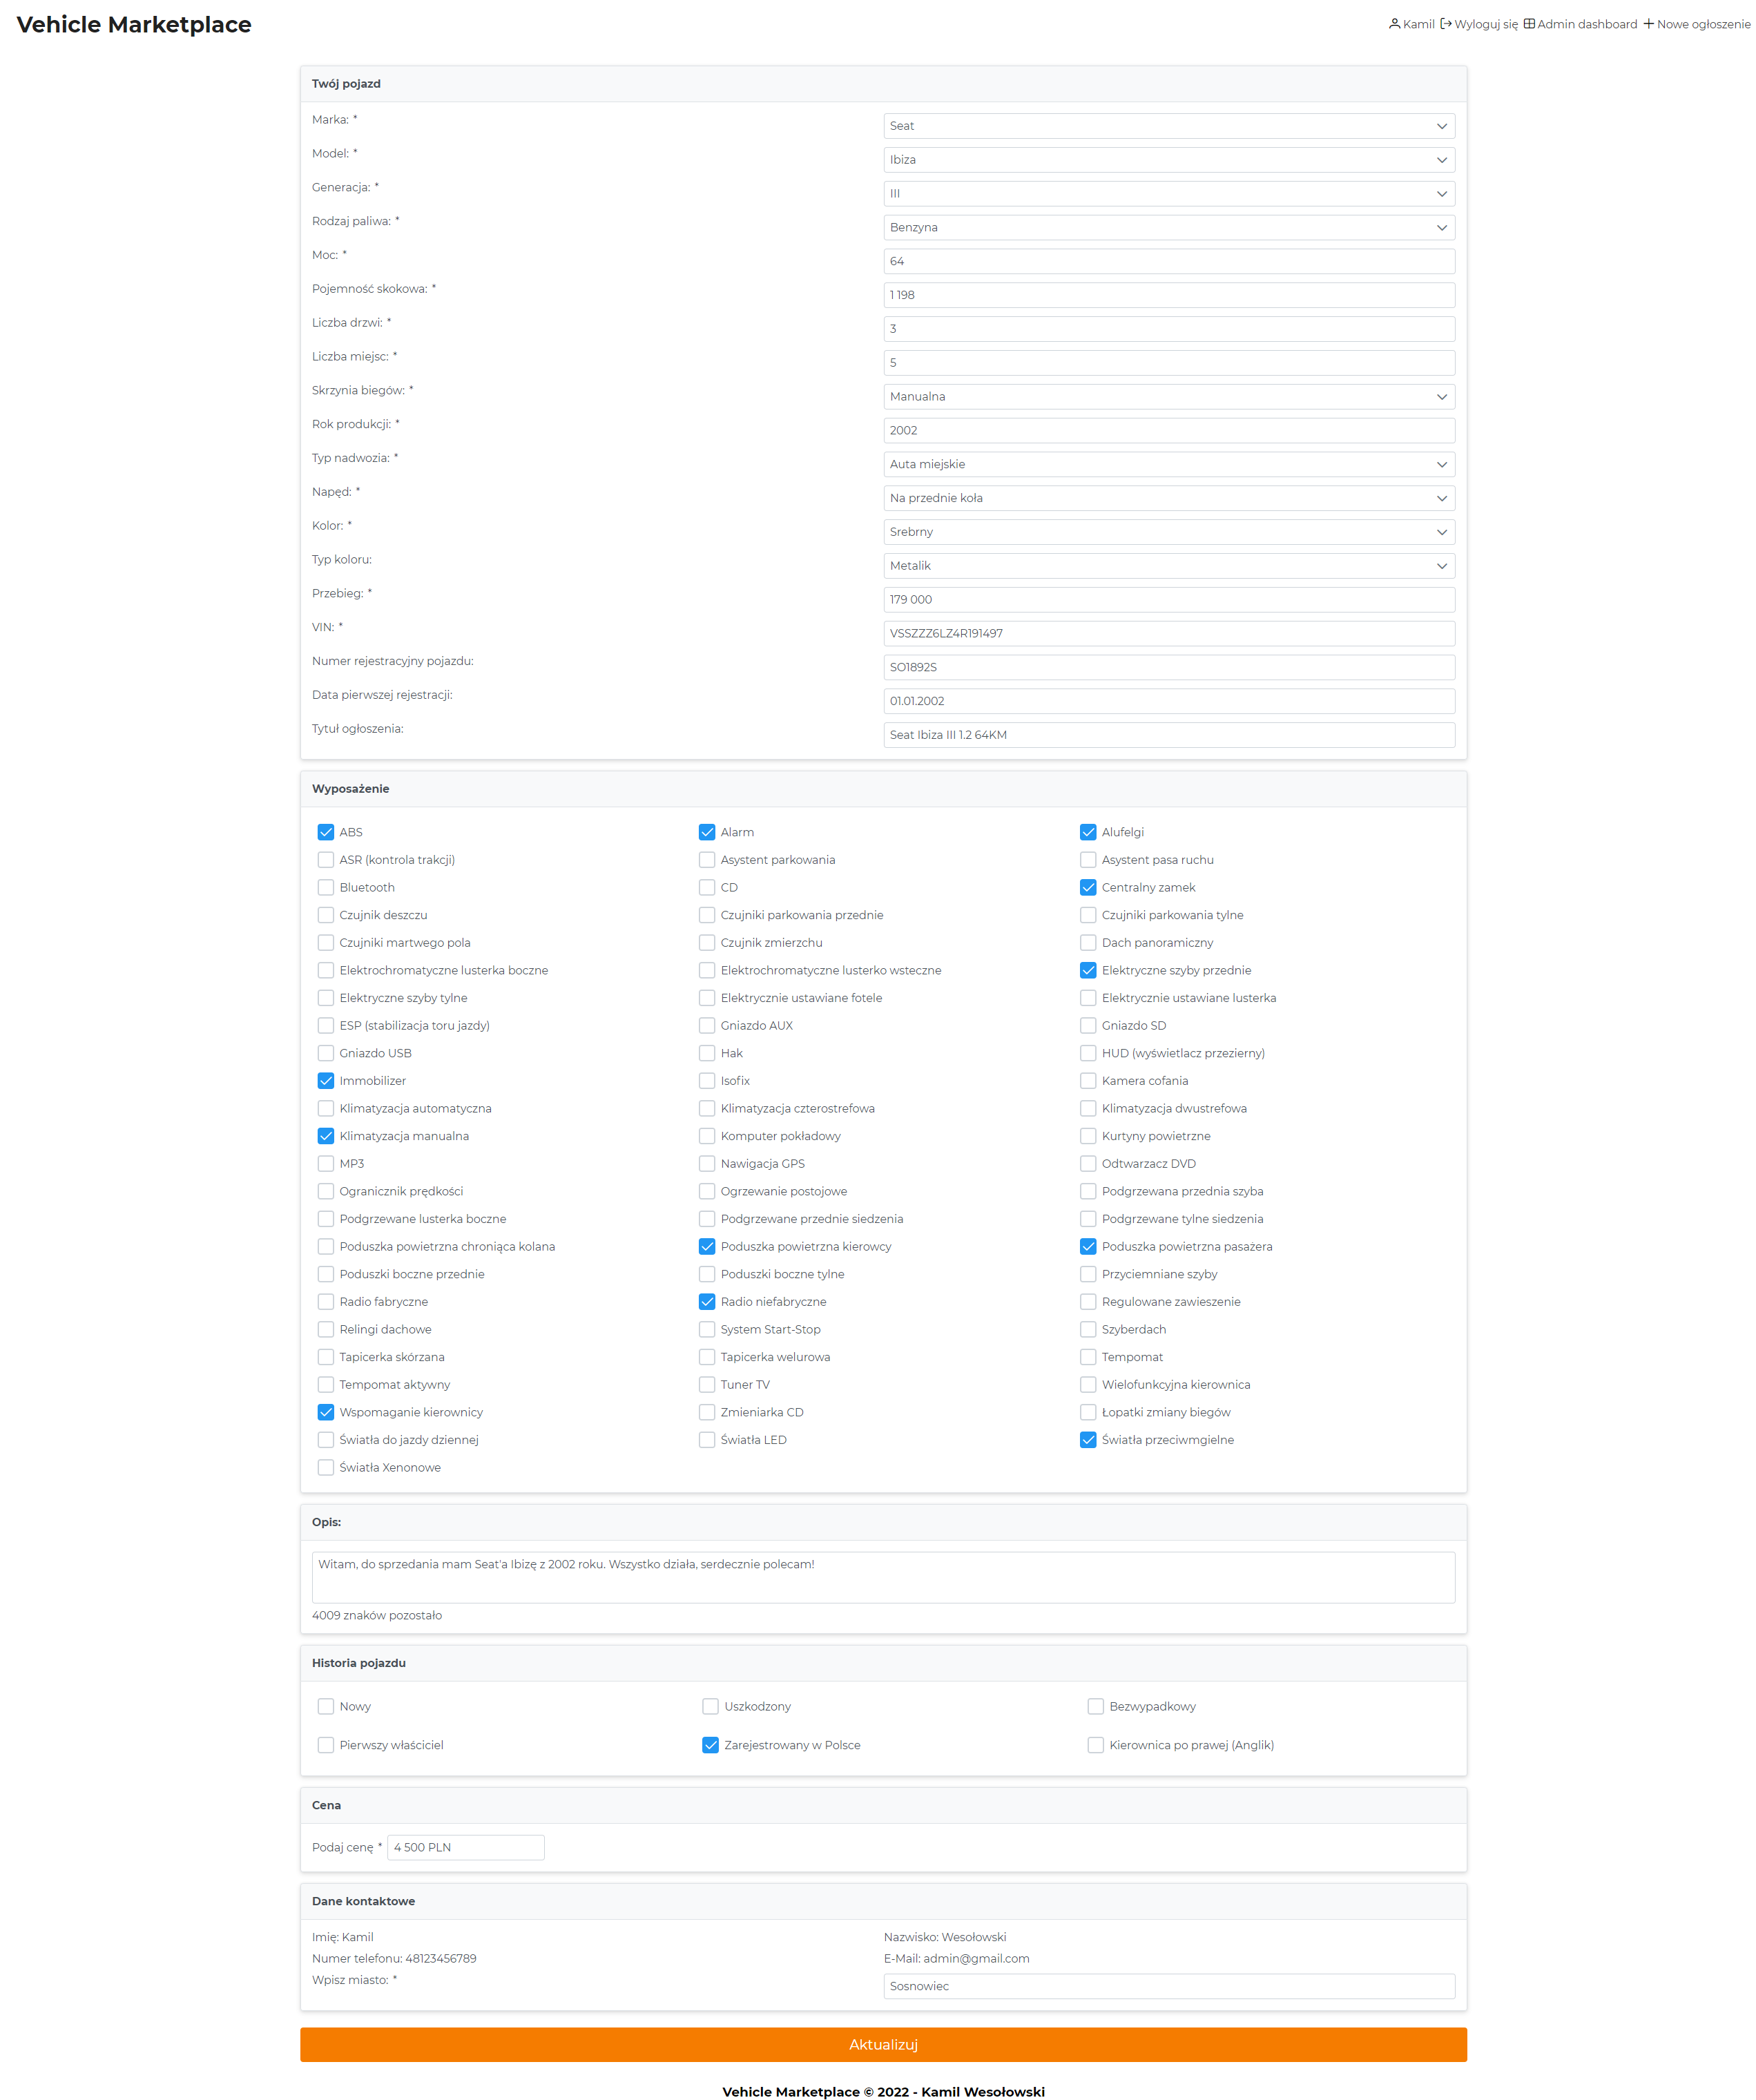 Vehicle Marketplace
Kamil Wyloguj się Admin dashboard Nowe ogłoszenie
Twój pojazd
Marka: * Seat
Model: * Ibiza
Generacja: * III
Rodzaj paliwa: * Benzyna
Moc: * 64
Pojemność skokowa: * 1 198
Liczba drzwi: * 3
Liczba miejsc: * 5
Skrzynia biegów: * Manualna
Rok produkcji: * 2002
Typ nadwozia: * Auta miejskie
Napęd: * Na przednie koła
Kolor: * Srebrny
Typ koloru: Metalik
Przebieg: * 179 000
VIN: * VSSZZZ6LZ4R191497
Numer rejestracyjny pojazdu: SO1892S
Data pierwszej rejestracji: 01.01.2002
Tytuł ogłoszenia: Seat Ibiza III 1.2 64KM
Wyposażenie
ABS Alarm Alufelgi
ASR (kontrola trakcji) Asystent parkowania Asystent pasa ruchu
Bluetooth CD Centralny zamek
Czujnik deszczu Czujniki parkowania przednie Czujniki parkowania tylne
Czujniki martwego pola Czujnik zmierzchu Dach panoramiczny
Elektrochromatyczne lusterka boczne Elektrochromatyczne lusterko wsteczne Elektryczne szyby przednie
Elektryczne szyby tylne Elektrycznie ustawiane fotele Elektrycznie ustawiane lusterka
ESP (stabilizacja toru jazdy) Gniazdo AUX Gniazdo SD
Gniazdo USB Hak HUD (wyświetlacz przezierny)
Immobilizer Isofix Kamera cofania
Klimatyzacja automatyczna Klimatyzacja czterostrefowa Klimatyzacja dwustrefowa
Klimatyzacja manualna Komputer pokładowy Kurtyny powietrzne
MP3 Nawigacja GPS Odtwarzacz DVD
Ogranicznik prędkości Ogrzewanie postojowe Podgrzewana przednia szyba
Podgrzewane lusterka boczne Podgrzewane przednie siedzenia Podgrzewane tylne siedzenia
Poduszka powietrzna chroniąca kolana Poduszka powietrzna kierowcy Poduszka powietrzna pasażera
Poduszki boczne przednie Poduszki boczne tylne Przyciemniane szyby
Radio fabryczne Radio niefabryczne Regulowane zawieszenie
Relingi dachowe System Start-Stop Szyberdach
Tapicerka skórzana Tapicerka welurowa Tempomat
Tempomat aktywny Tuner TV Wielofunkcyjna kierownica
Wspomaganie kierownicy Zmieniarka CD Łopatki zmiany biegów
Światła do jazdy dziennej Światła LED Światła przeciwmgielne
Światła Xenonowe
Opis:
Witam, do sprzedania mam Seat'a Ibizę z 2002 roku. Wszystko działa, serdecznie polecam!
4009 znaków pozostało
Historia pojazdu
Nowy Uszkodzony Bezwypadkowy
Pierwszy właściciel Zarejestrowany w Polsce Kierownica po prawej (Anglik)
Cena
Podaj cenę * 4 500 PLN
Dane kontaktowe
Imię: Kamil Nazwisko: Wesołowski
Numer telefonu: 48123456789 E-Mail: admin@gmail.com
Wpisz miasto: * Sosnowiec
Aktualizuj
Vehicle Marketplace © 2022 - Kamil Wesołowski